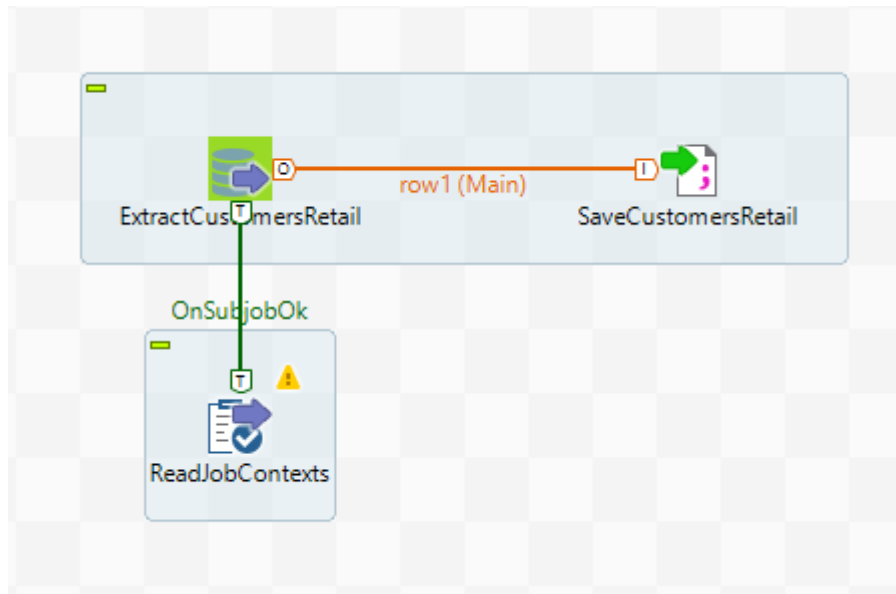 O
I
row1 (Main)
T
ExtractCustomersRetail
SaveCustomersRetail
OnSubjobOk
T
ReadJobContexts